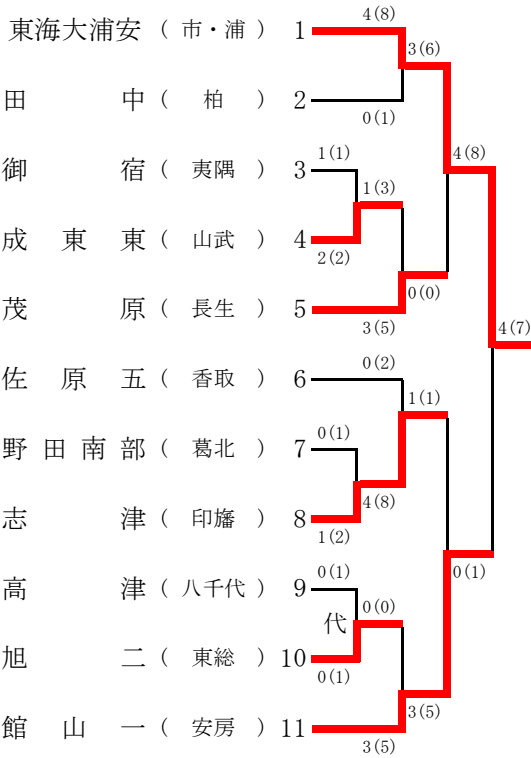 4(8)
東海大浦安 ( 市・浦 ) 1
3(6)
田 中 ( 柏 ) 2
0(1)
1(1)
4(8)
御 宿 ( 夷隅 ) 3
1(3)
成 東 東 ( 山武 ) 4
2(2)
0(0)
茂 原 ( 長生 ) 5
3(5)
4(7)
0(2)
佐 原 五 ( 香取 ) 6
1(1)
0(1)
野 田 南 部 ( 葛北 ) 7
4(8)
志 津 ( 印旛 ) 8
1(2)
0(1)
0(1)
高 津 ( 八千代 ) 9
0(0)
代
旭 二 ( 東総 ) 10
0(1)
3(5)
館 山 一 ( 安房 ) 11
3(5)